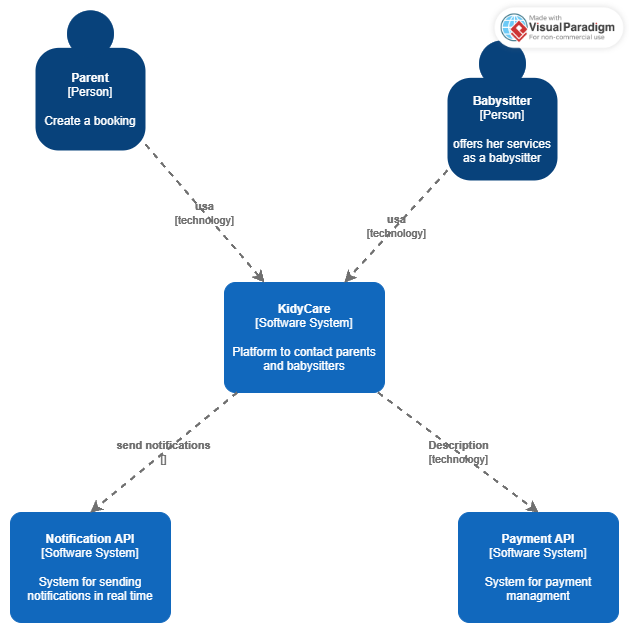 Made with
VisualParadigm
For non-commercial use
Parent
[Person]
Create a booking
Babysitter
[Person]
offers her services
as a babysitter
usa
[technology]
usa
[technology]
KidyCare
[Software System]
Platform to contact parents
and babysitters
send notifications
[]
Description
[technology]
Notification API
[Software System]
System for sending
notifications in real time
Payment API
[Software System]
System for payment
managment